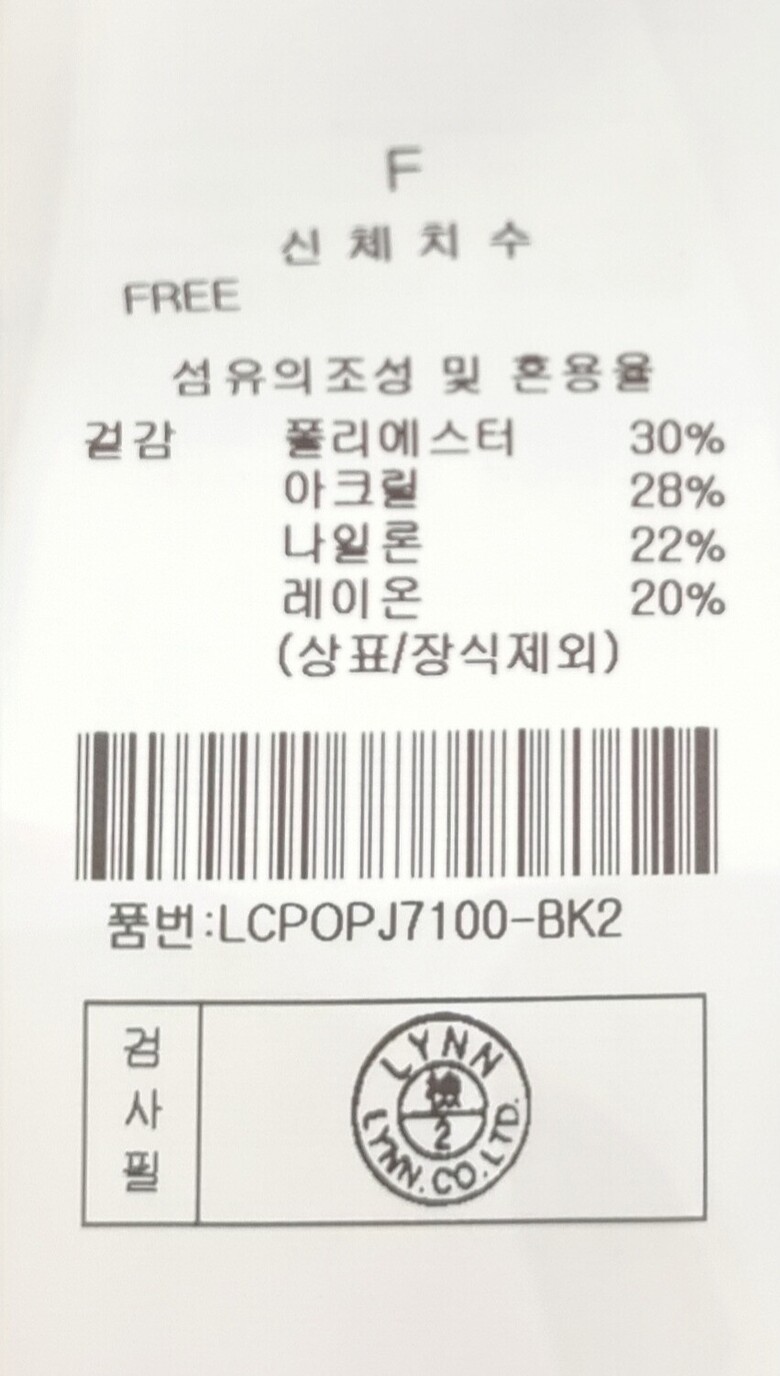 F
신체치수
FREE
섬유의조성 및 혼용율
겉감 폴리에스터 30%
아크릴 28%
나일론 22%
레이온 20%
(상표/장식제외)
품번:LCPOPJ7100-BK2
검사필
LYNN
檢
2
LYNN.CO.LTD.